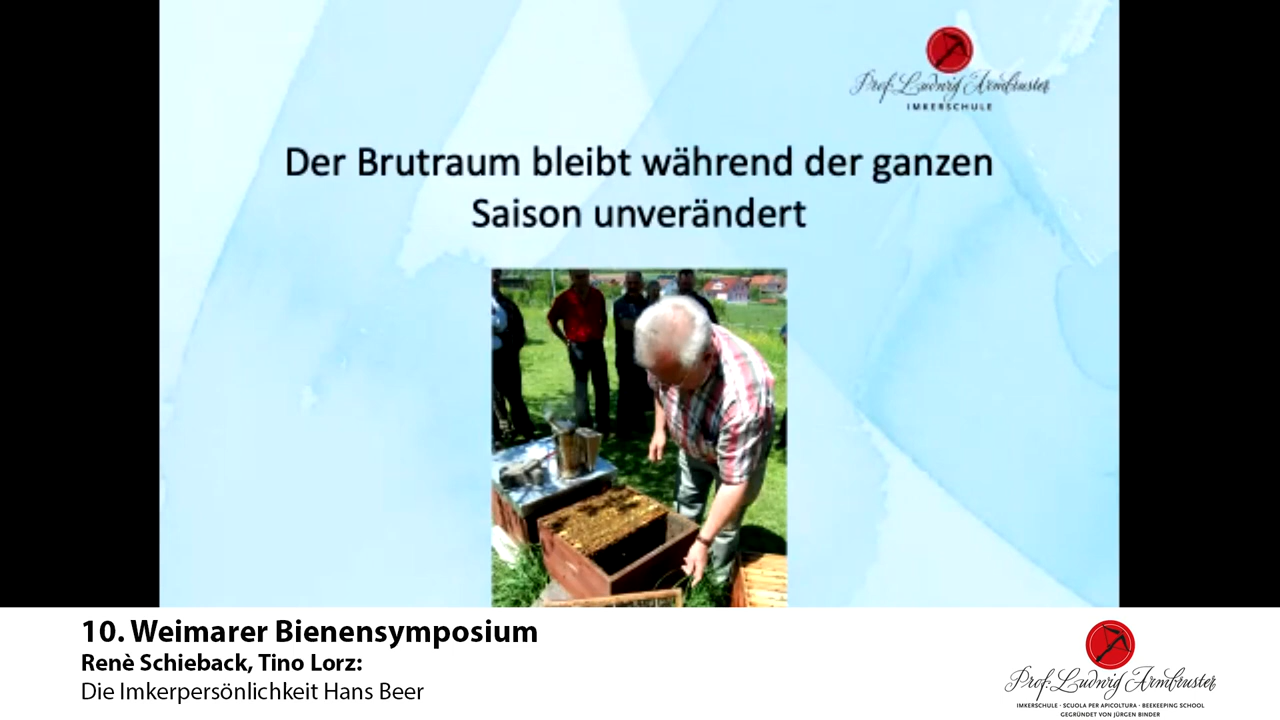 Prof. Ludwig Armbruster
IMKERSCHULE
Der Brutraum bleibt während der ganzen
Saison unverändert
10. Weimarer Bienensymposium
Renè Schieback, Tino Lorz:
Die Imkerpersönlichkeit Hans Beer
Prof. Ludwig Armbruster
IMKERSCHULE · SCUOLA PER APICOLTURA · BEEKEEPING SCHOOL
GEGRÜNDET VON JÜRGEN BINDER